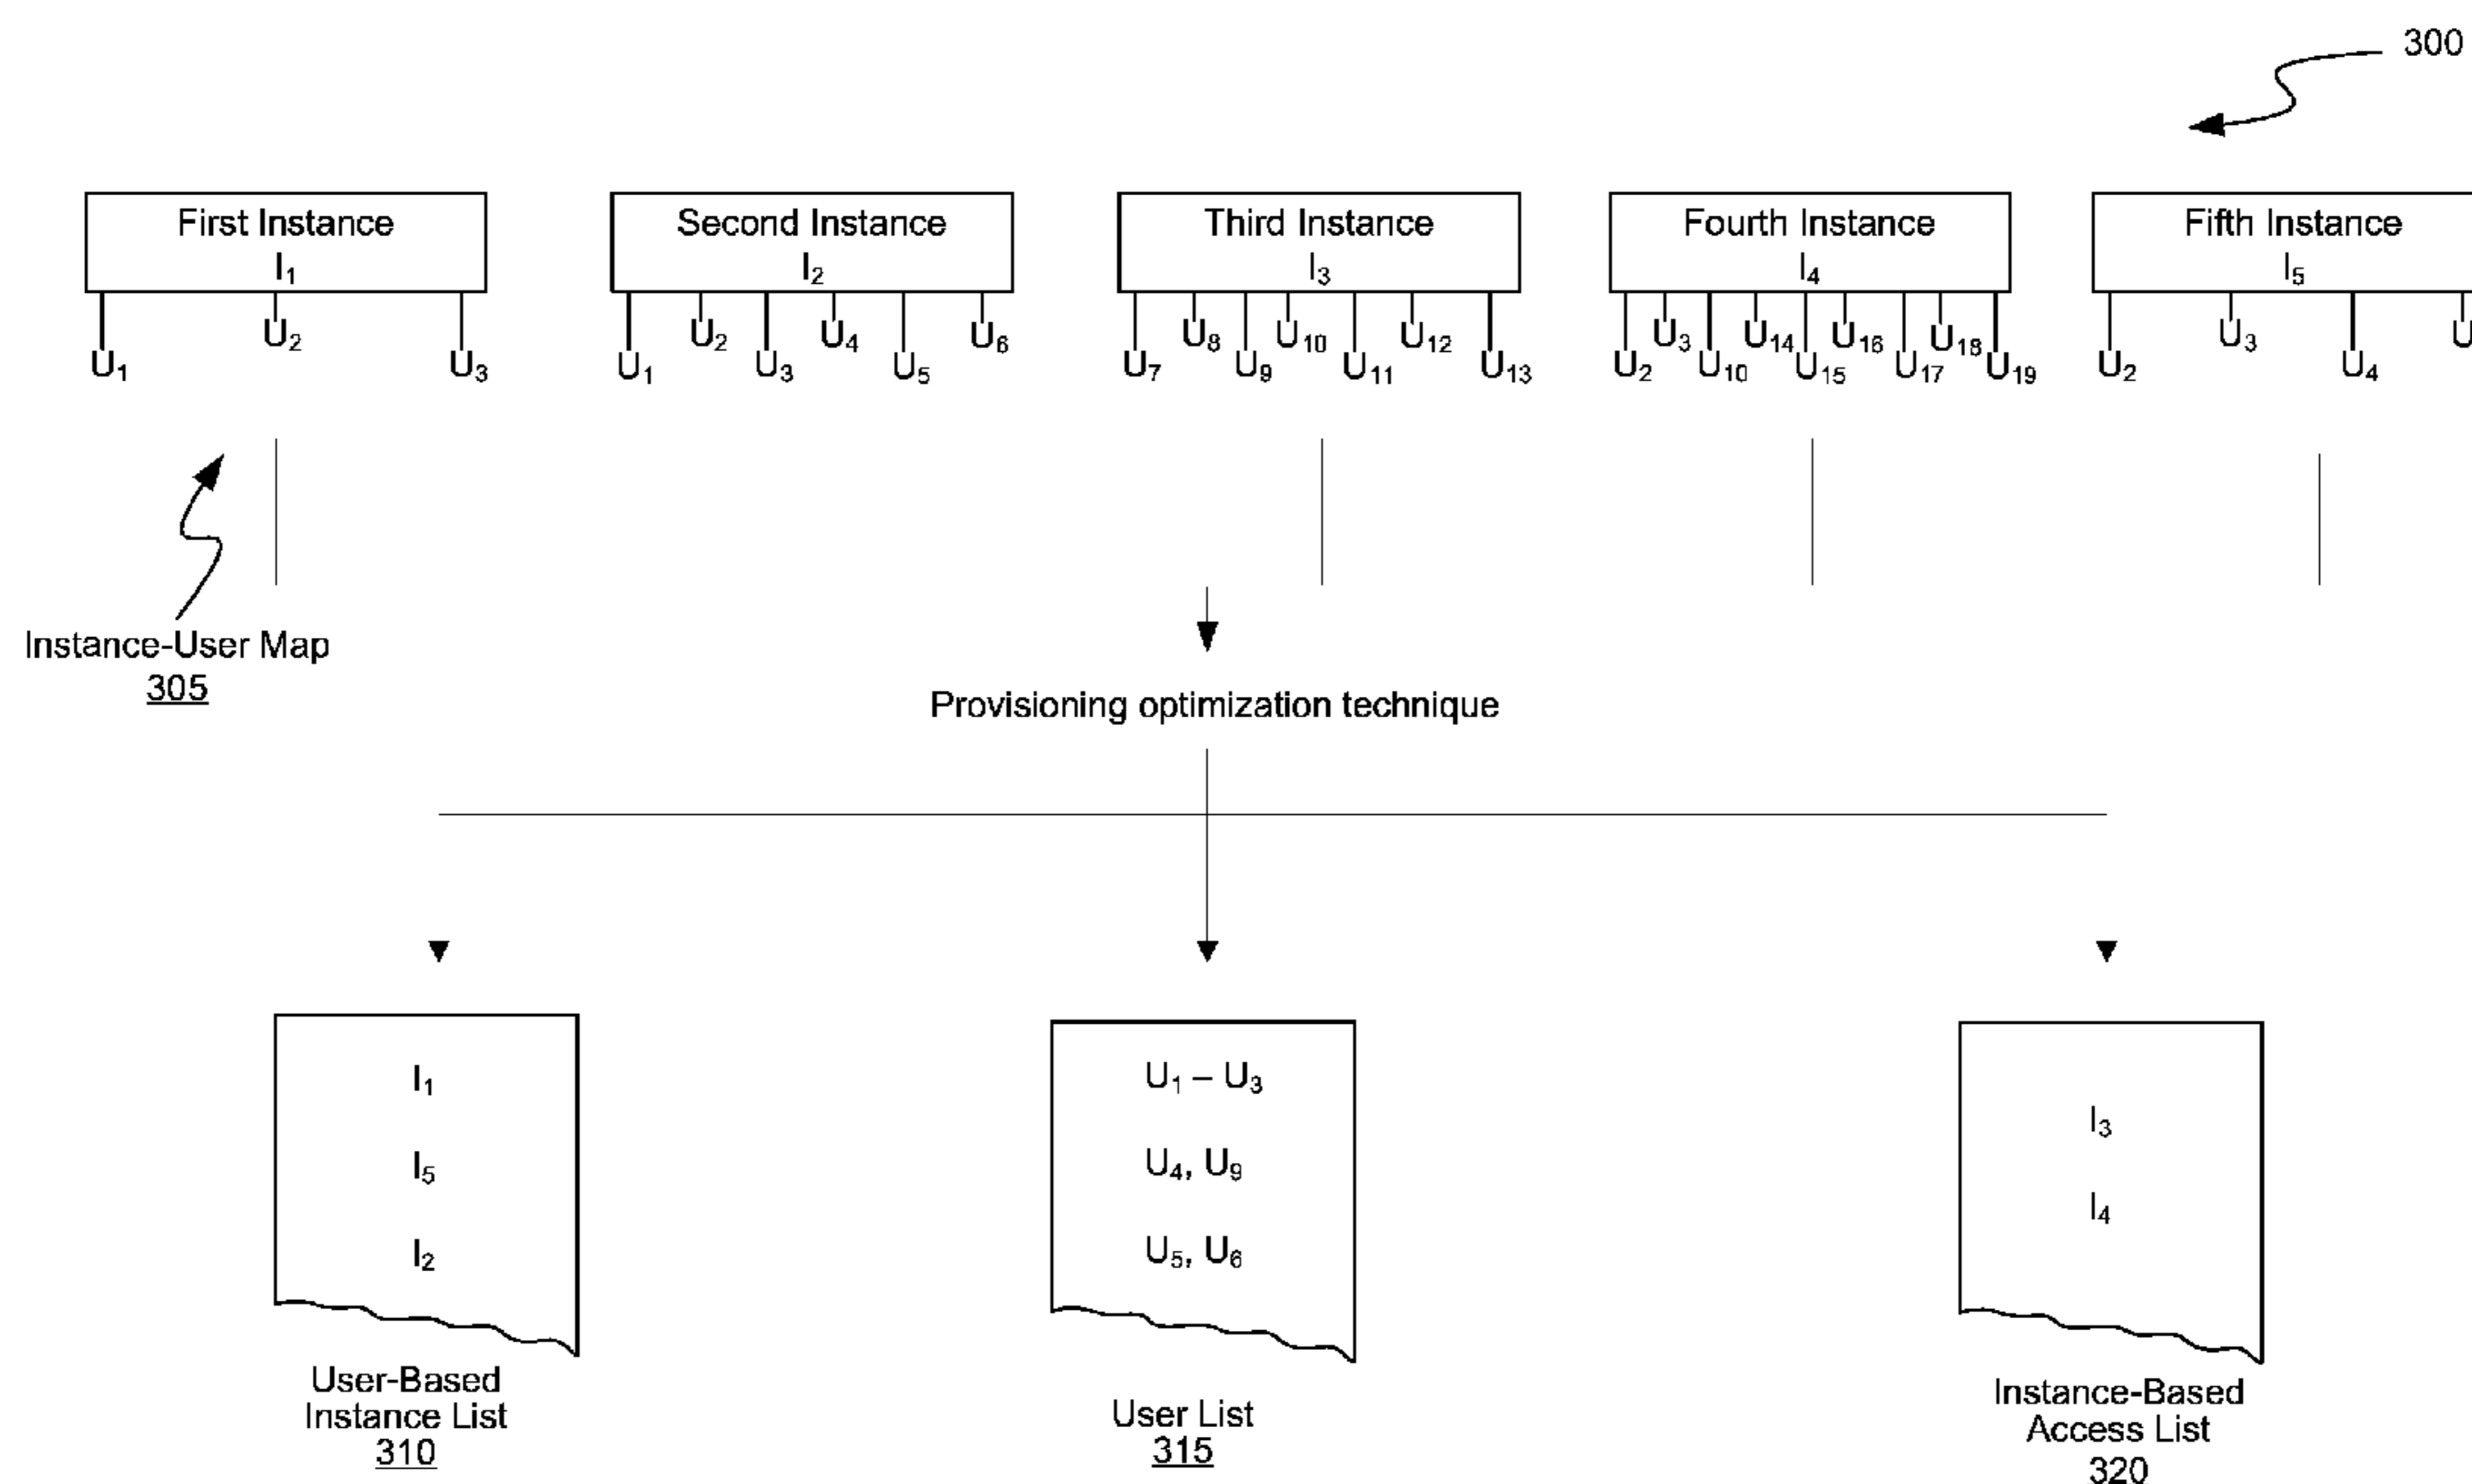 300
First Instance
I₁
Second Instance
I₂
Third Instance
I₃
Fourth Instance
I₄
Fifth Instance
I₅
U₁ U₂ U₃
U₁ U₂ U₃ U₄ U₅ U₆
U₇ U₈ U₉ U₁₀ U₁₁ U₁₂ U₁₃
U₂ U₃ U₁₀ U₁₄ U₁₅ U₁₆ U₁₇ U₁₈ U₁₉
U₂ U₃ U₄
Instance-User Map
305
Provisioning optimization technique
I₁
I₅
I₂
User-Based
Instance List
310
U₁ – U₃
U₄, U₉
U₅, U₆
User List
315
I₃
I₄
Instance-Based
Access List
320